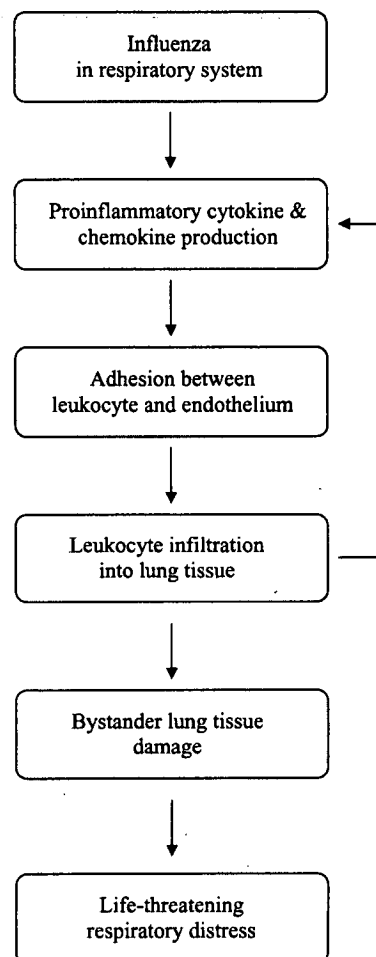 Influenza
in respiratory system
Proinflammatory cytokine &
chemokine production
Adhesion between
leukocyte and endothelium
Leukocyte infiltration
into lung tissue
Bystander lung tissue
damage
Life-threatening
respiratory distress